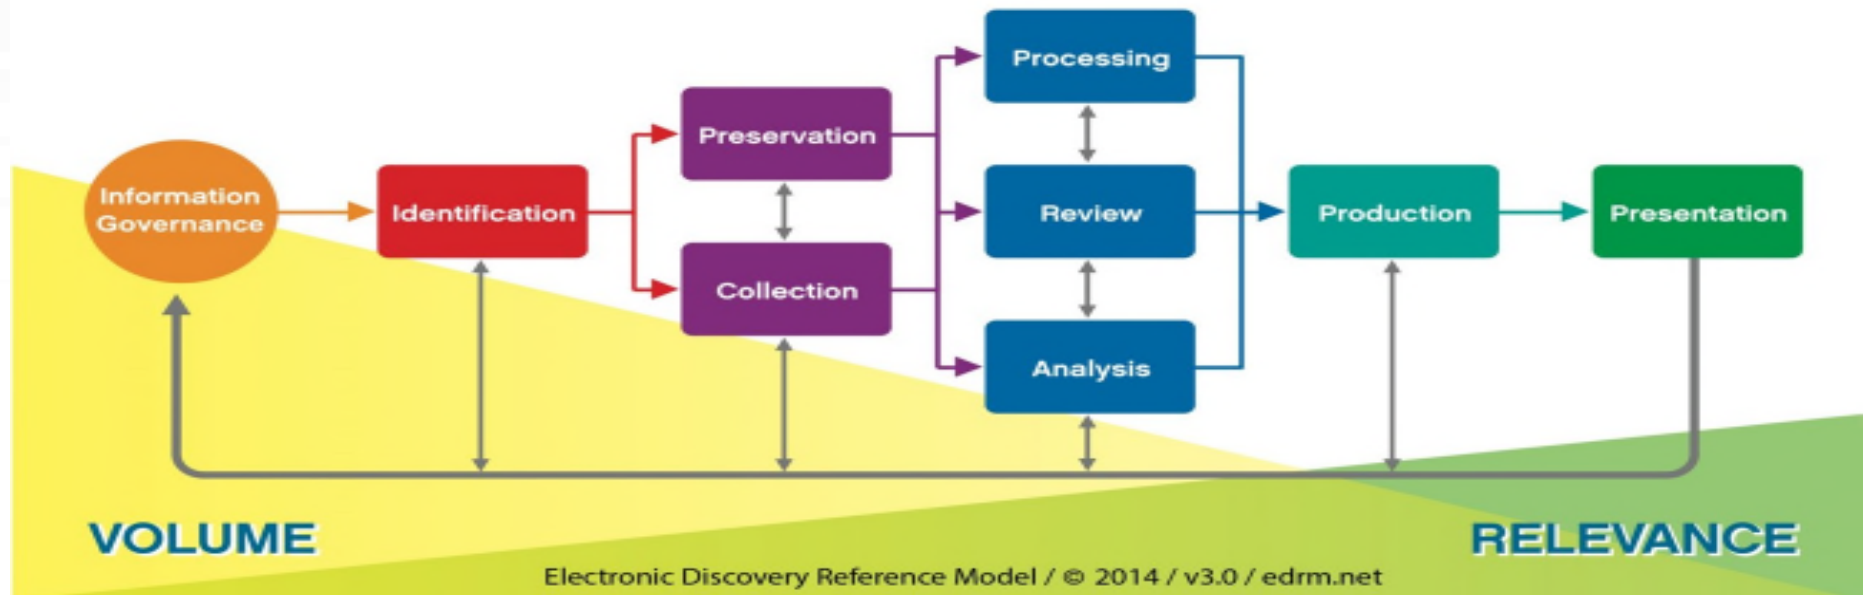 Information
Governance
Identification
Preservation
Collection
Processing
Review
Analysis
Production
Presentation
VOLUME
RELEVANCE
Electronic Discovery Reference Model / © 2014 / v3.0 / edrm.net